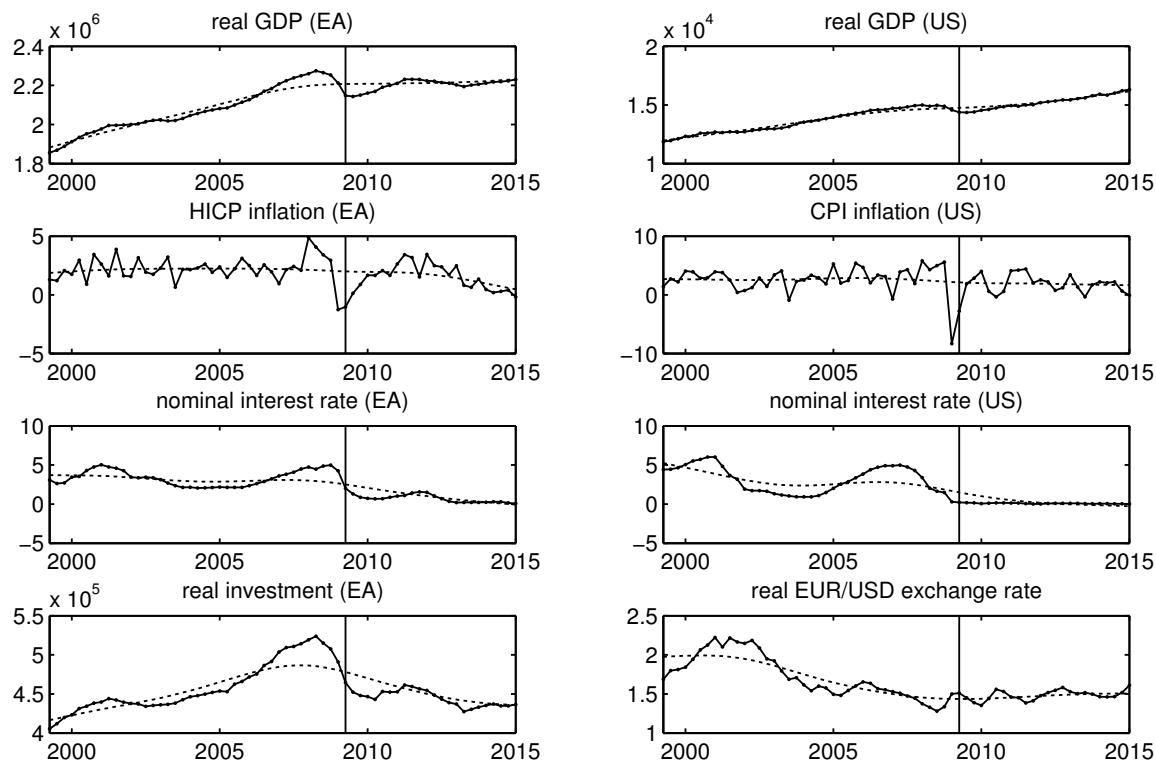 real GDP (EA)
x 10^6
2.4
2.2
2
1.8
2000 2005 2010 2015
real GDP (US)
x 10^4
2
1.5
1
2000 2005 2010 2015
HICP inflation (EA)
5
0
−5
2000 2005 2010 2015
CPI inflation (US)
10
0
−10
2000 2005 2010 2015
nominal interest rate (EA)
10
5
0
−5
2000 2005 2010 2015
nominal interest rate (US)
10
5
0
−5
2000 2005 2010 2015
real investment (EA)
x 10^5
5.5
5
4.5
4
2000 2005 2010 2015
real EUR/USD exchange rate
2.5
2
1.5
1
2000 2005 2010 2015